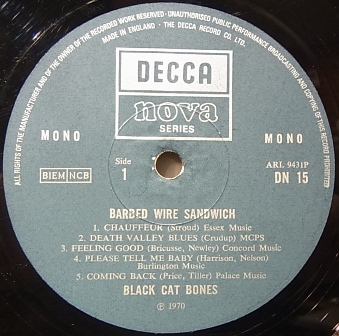 ALL RIGHTS OF THE MANUFACTURER AND OF THE OWNER OF THE RECORDED WORK RESERVED · UNAUTHORISED PUBLIC PERFORMANCE BROADCASTING AND COPYING OF THIS RECORD PROHIBITED
MADE IN ENGLAND · THE DECCA RECORD CO. LTD.
DECCA
nova
SERIES
MONO
MONO
BIEM NCB
Side
1
ARL 9431P
DN 15
BARBED WIRE SANDWICH
1. CHAUFFEUR (Stroud) Essex Music
2. DEATH VALLEY BLUES (Crudup) MCPS
3. FEELING GOOD (Bricusse, Newley) Concord Music
4. PLEASE TELL ME BABY (Harrison, Nelson)
Burlington Music
5. COMING BACK (Price, Tiller) Palace Music
BLACK CAT BONES
℗ 1970